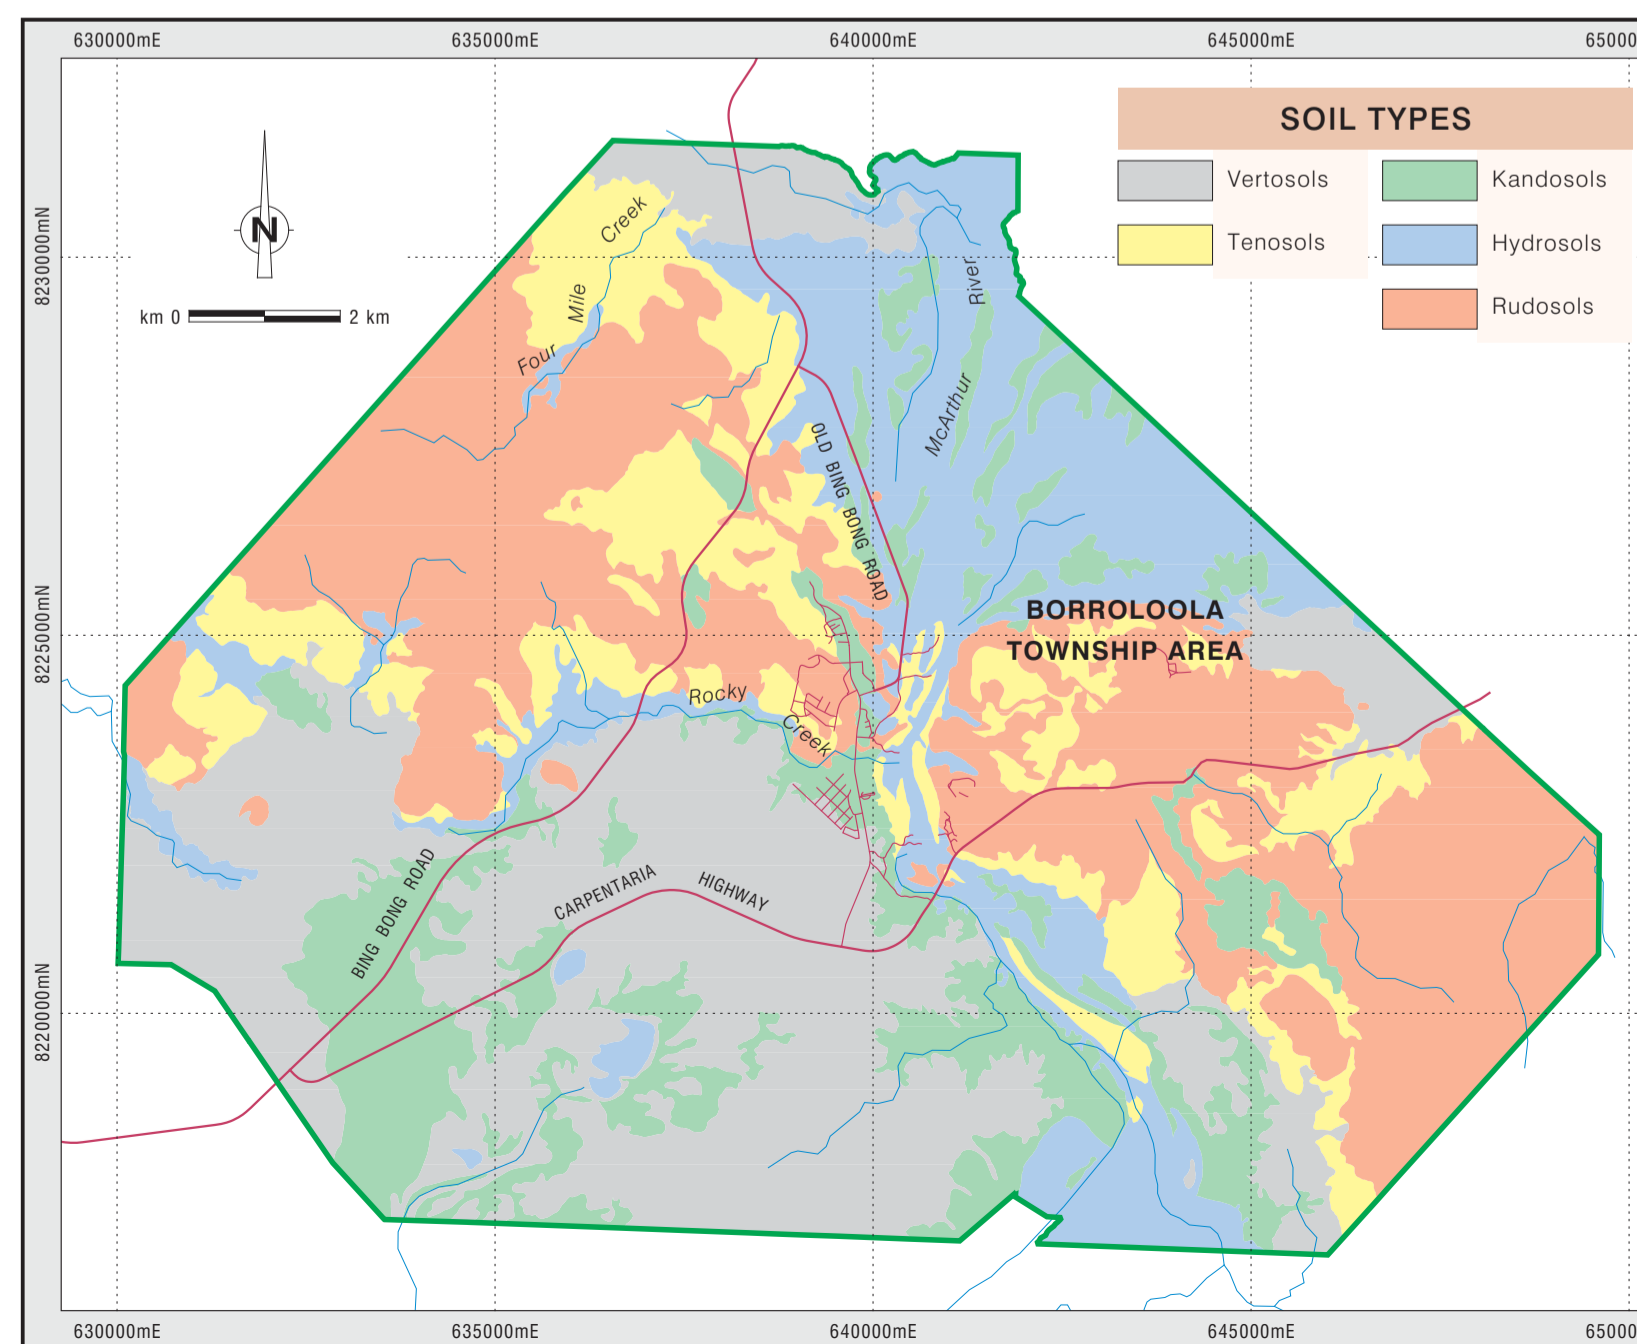 630000mE 635000mE 640000mE 645000mE 65000
SOIL TYPES
Vertosols
Kandosols
Tenosols
Hydrosols
Rudosols
N
km 0 2 km
8230000mN
8225000mN
8220000mN
Four Mile Creek
McArthur River
OLD BING BONG ROAD
BORROLOOLA
TOWNSHIP AREA
Rocky Creek
BING BONG ROAD
CARPENTARIA HIGHWAY
630000mE 635000mE 640000mE 645000mE 65000